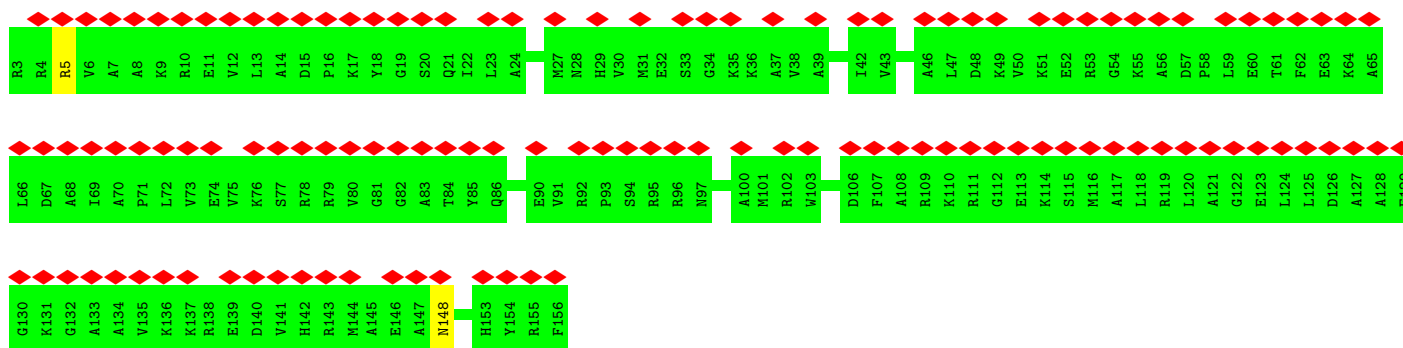 R3 R4 R5 V6 A7 A8 K9 R10 E11 V12 L13 A14 D15 P16 K17 Y18 G19 S20 Q21 I22 L23 A24 M27 N28 H29 V30 M31 E32 S33 G34 K35 K36 A37 V38 A39 I42 V43 A46 L47 D48 K49 V50 K51 E52 R53 G54 K55 A56 D57 P58 L59 E60 T61 F62 E63 K64 A65
L66 D67 A68 I69 A70 P71 L72 V73 E74 V75 K76 S77 R78 R79 V80 G81 G82 A83 T84 Y85 Q86 E90 V91 R92 P93 S94 R95 R96 N97 A100 M101 R102 W103 D106 F107 A108 R109 K110 R111 G112 E113 K114 S115 M116 A117 L118 R119 L120 A121 G122 E123 L124 L125 D126 A127 A128
G130 K131 G132 A133 A134 V135 K136 K137 R138 E139 D140 V141 H142 R143 M144 A145 E146 A147 N148 H153 Y154 R155 F156